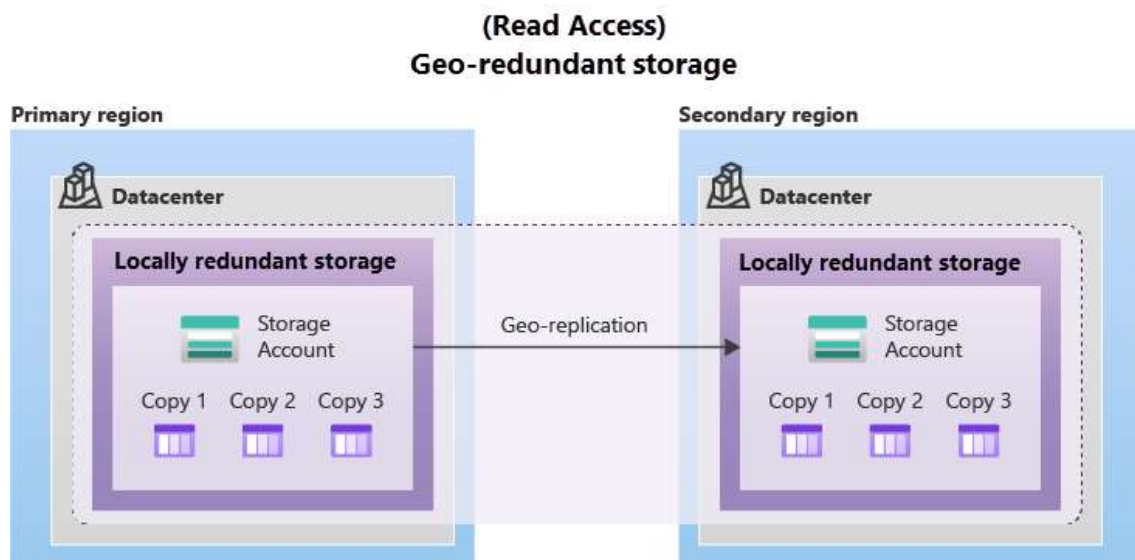 (Read Access)
Geo-redundant storage
Primary region
Datacenter
Locally redundant storage
Storage
Account
Copy 1 Copy 2 Copy 3
Geo-replication
Secondary region
Datacenter
Locally redundant storage
Storage
Account
Copy 1 Copy 2 Copy 3